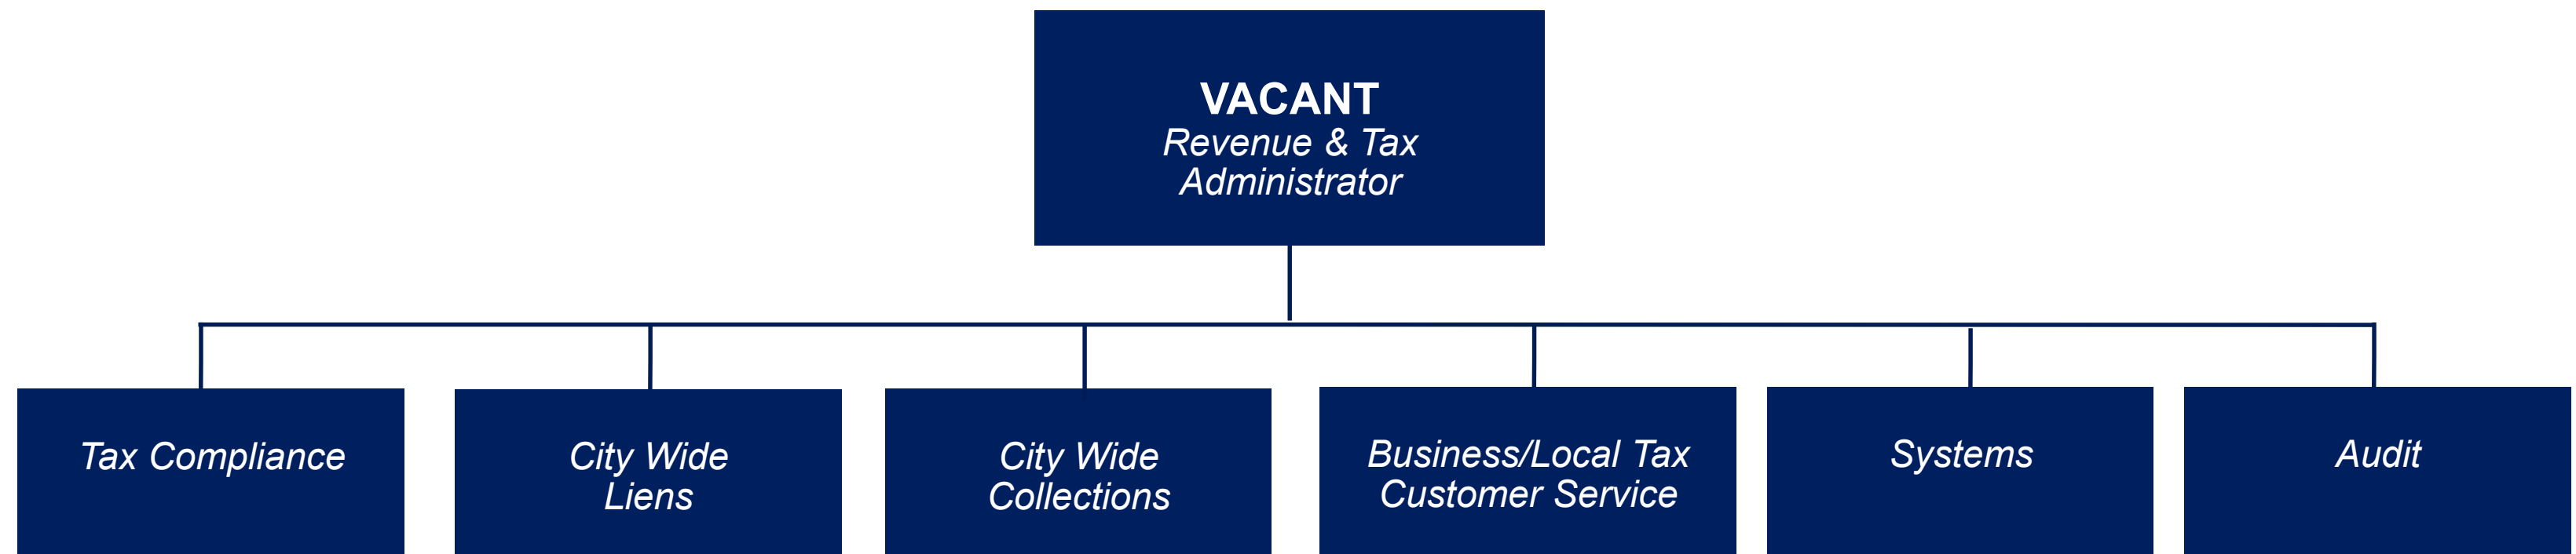 VACANT
Revenue & Tax
Administrator
Tax Compliance
City Wide
Liens
City Wide
Collections
Business/Local Tax
Customer Service
Systems
Audit